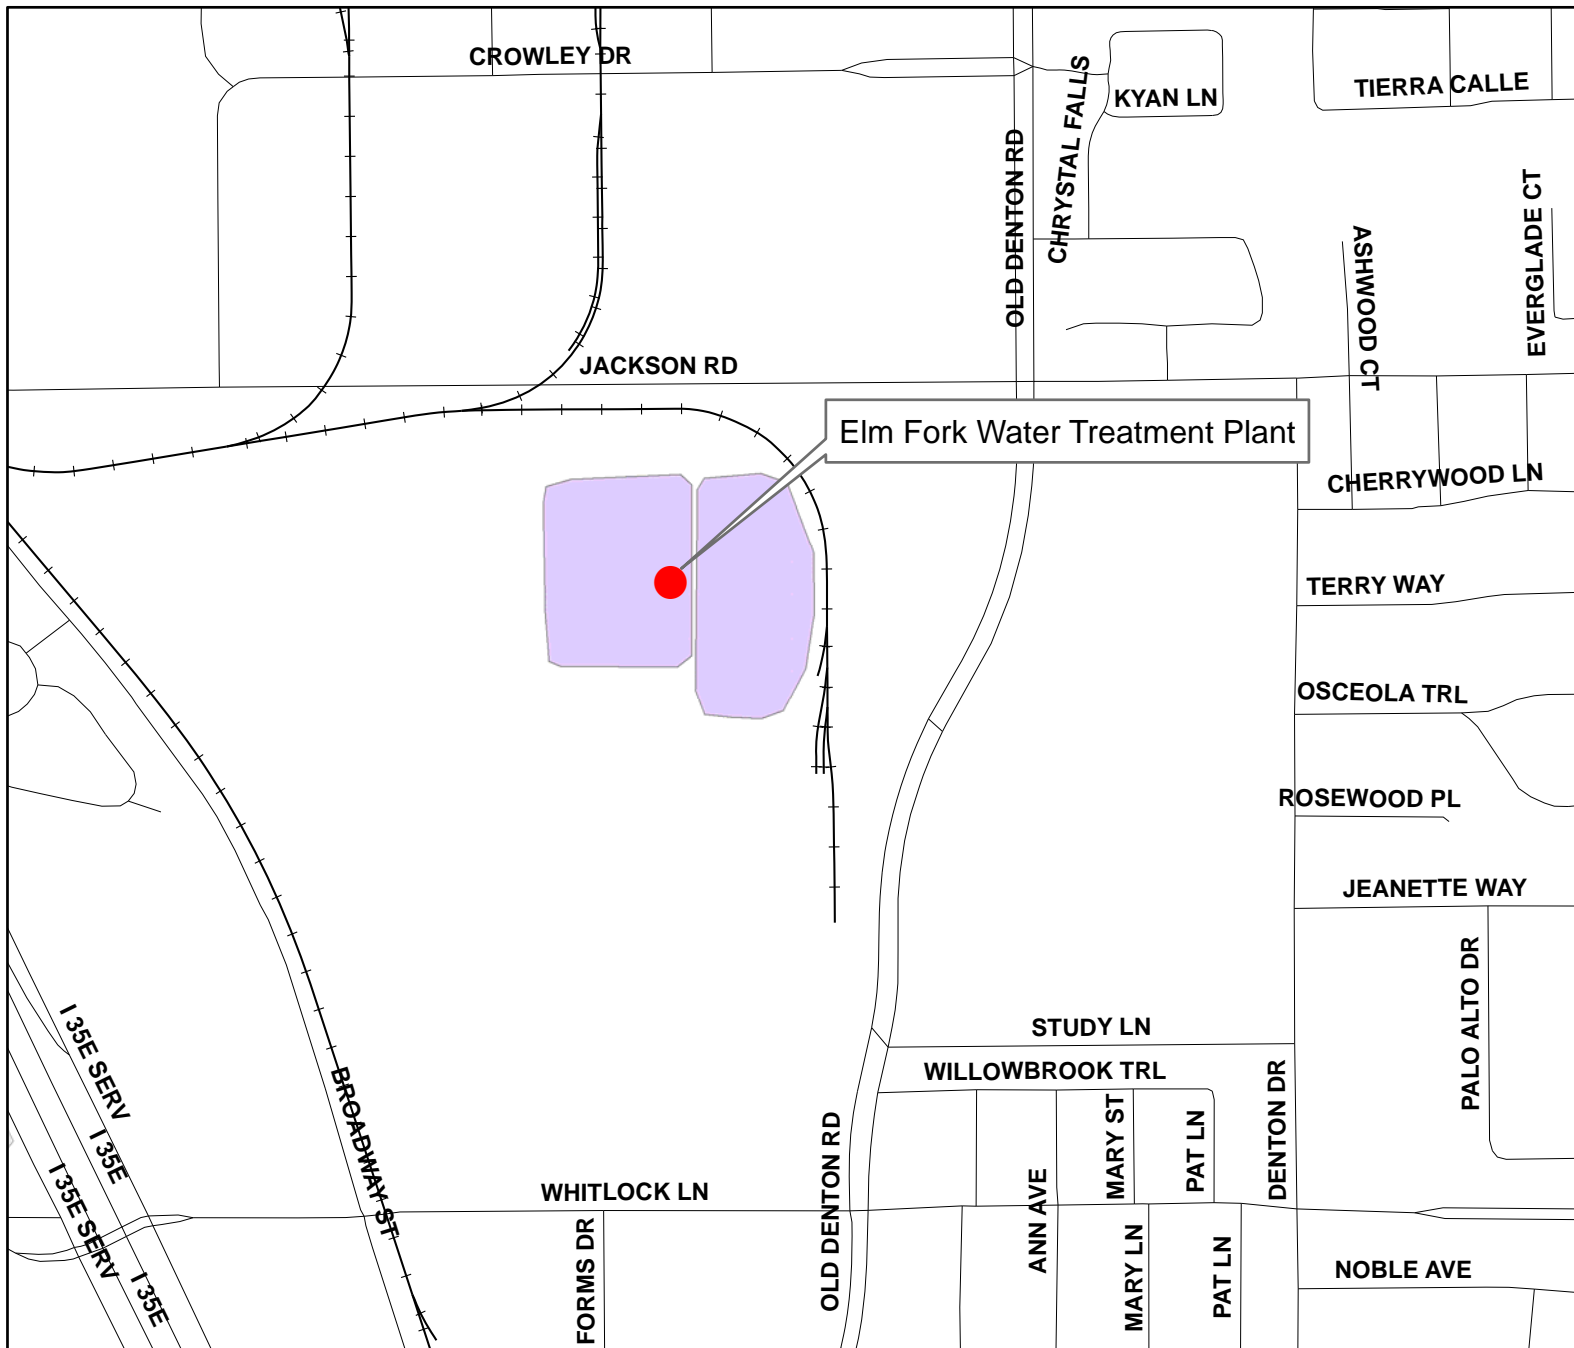 CROWLEY DR
KYAN LN
TIERRA CALLE
CHRYSTAL FALLS
OLD DENTON RD
EVERGLADE CT
ASHWOOD CT
JACKSON RD
Elm Fork Water Treatment Plant
CHERRYWOOD LN
TERRY WAY
OSCEOLA TRL
ROSEWOOD PL
JEANETTE WAY
PALO ALTO DR
I 35E SERV
STUDY LN
WILLOWBROOK TRL
BROADWAY ST
DENTON DR
MARY ST
PAT LN
I 35E
I 35E SERV
WHITLOCK LN
OLD DENTON RD
ANN AVE
FORMS DR
MARY LN
PAT LN
NOBLE AVE
I 35E